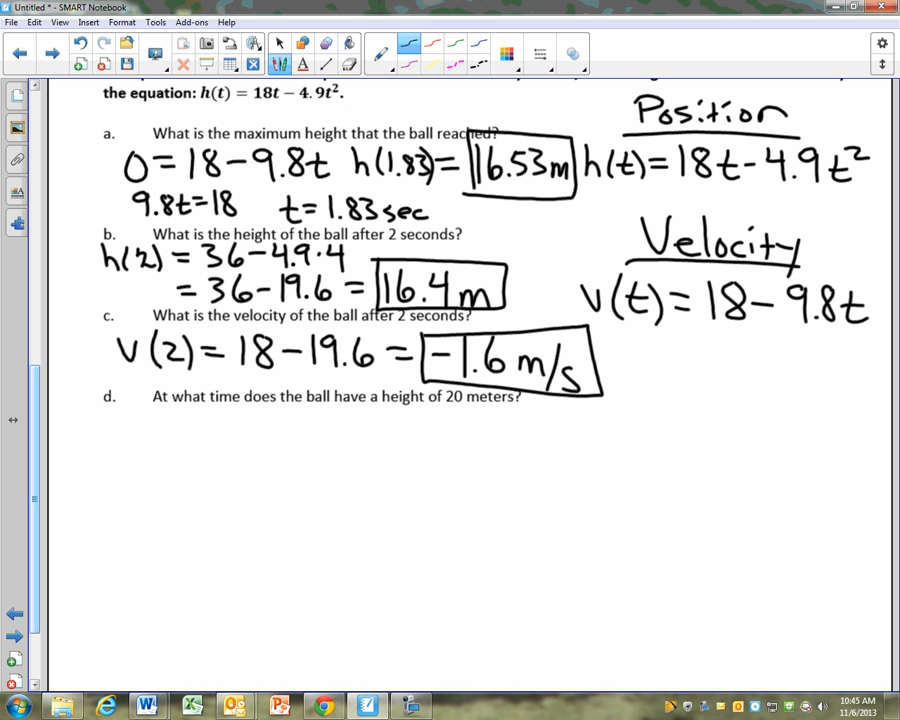 Untitled * - SMART Notebook
File Edit View Insert Format Tools Add-ons Help
the equation: h(t) = 18t − 4.9t².
Position
a. What is the maximum height that the ball reached?
0 = 18 − 9.8t h(1.83) = 16.53m h(t) = 18t − 4.9t²
9.8t = 18 t = 1.83 sec
Velocity
b. What is the height of the ball after 2 seconds?
h(2) = 36 − 4.9·4
= 36 − 19.6 = 16.4 m
v(t) = 18 − 9.8t
c. What is the velocity of the ball after 2 seconds?
v(2) = 18 − 19.6 = −1.6 m/s
d. At what time does the ball have a height of 20 meters?
10:45 AM
11/6/2013